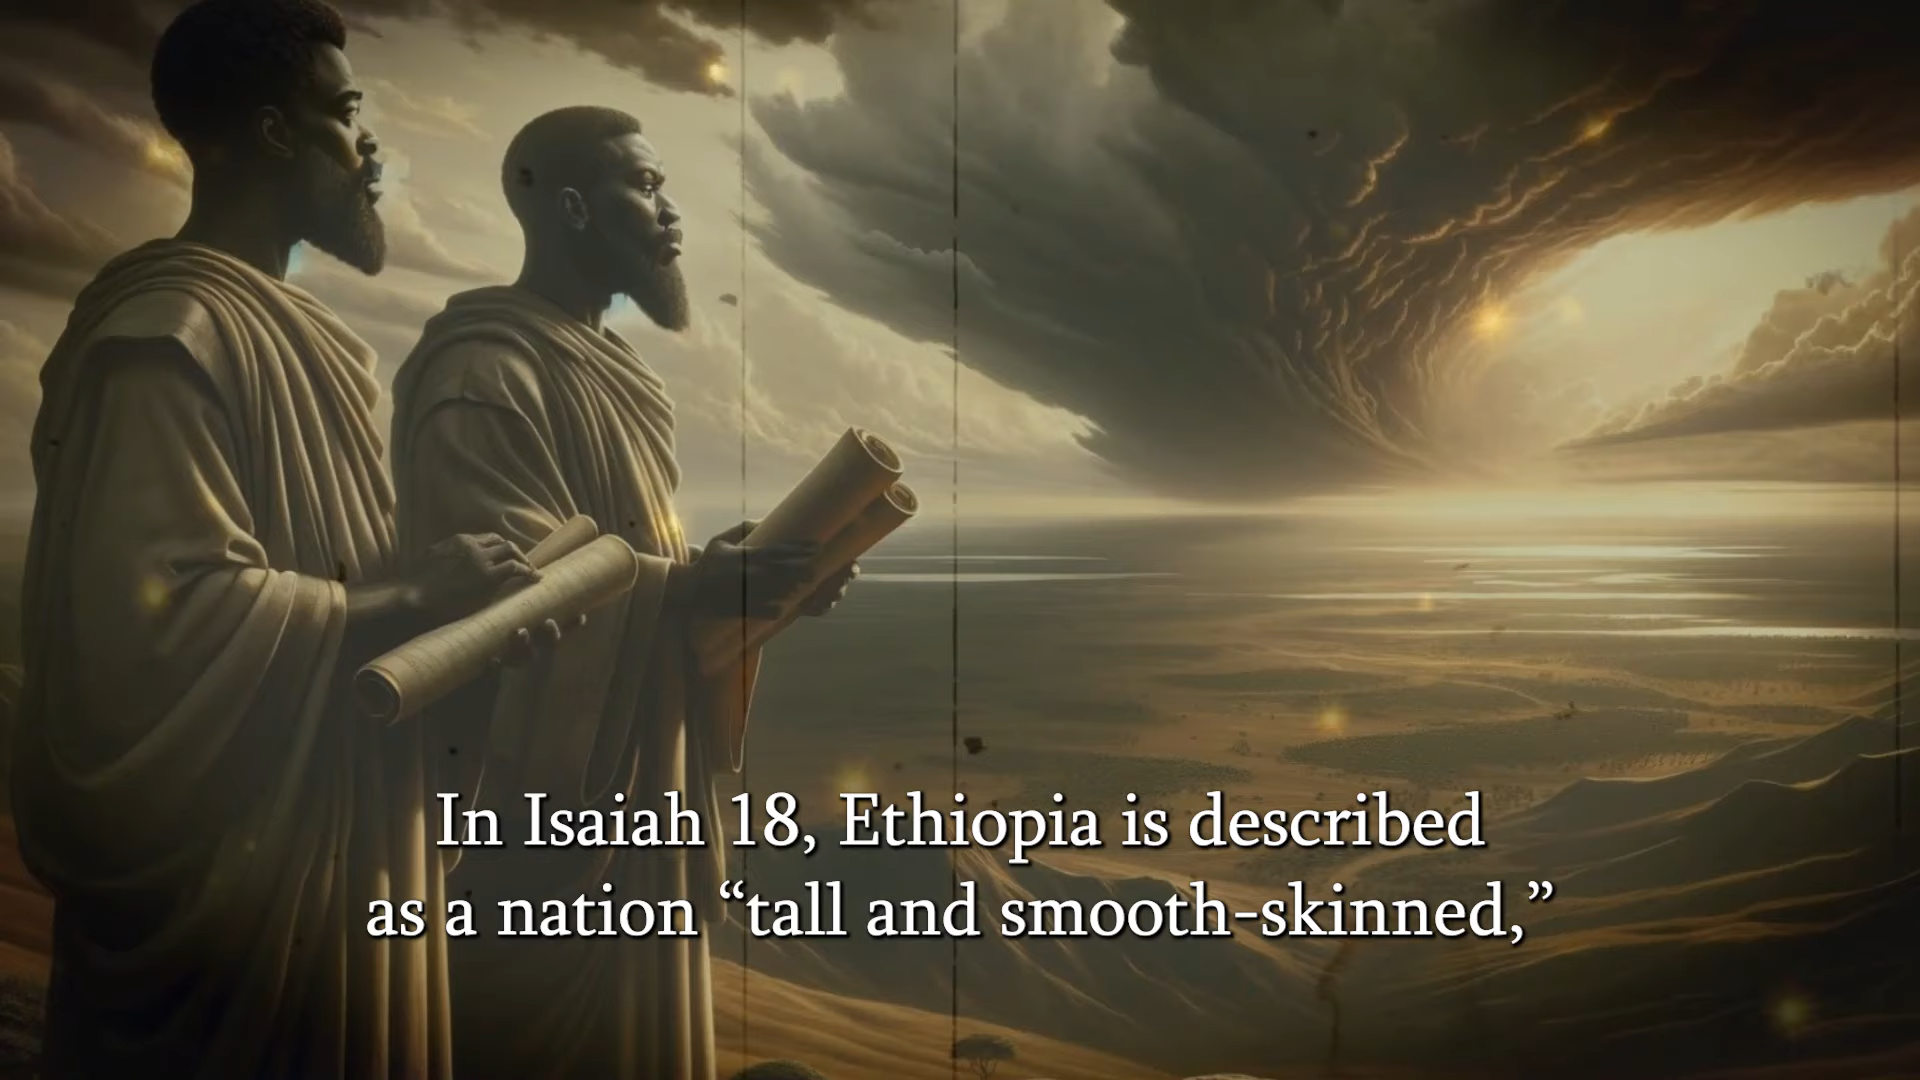 In Isaiah 18, Ethiopia is described
as a nation “tall and smooth-skinned,”